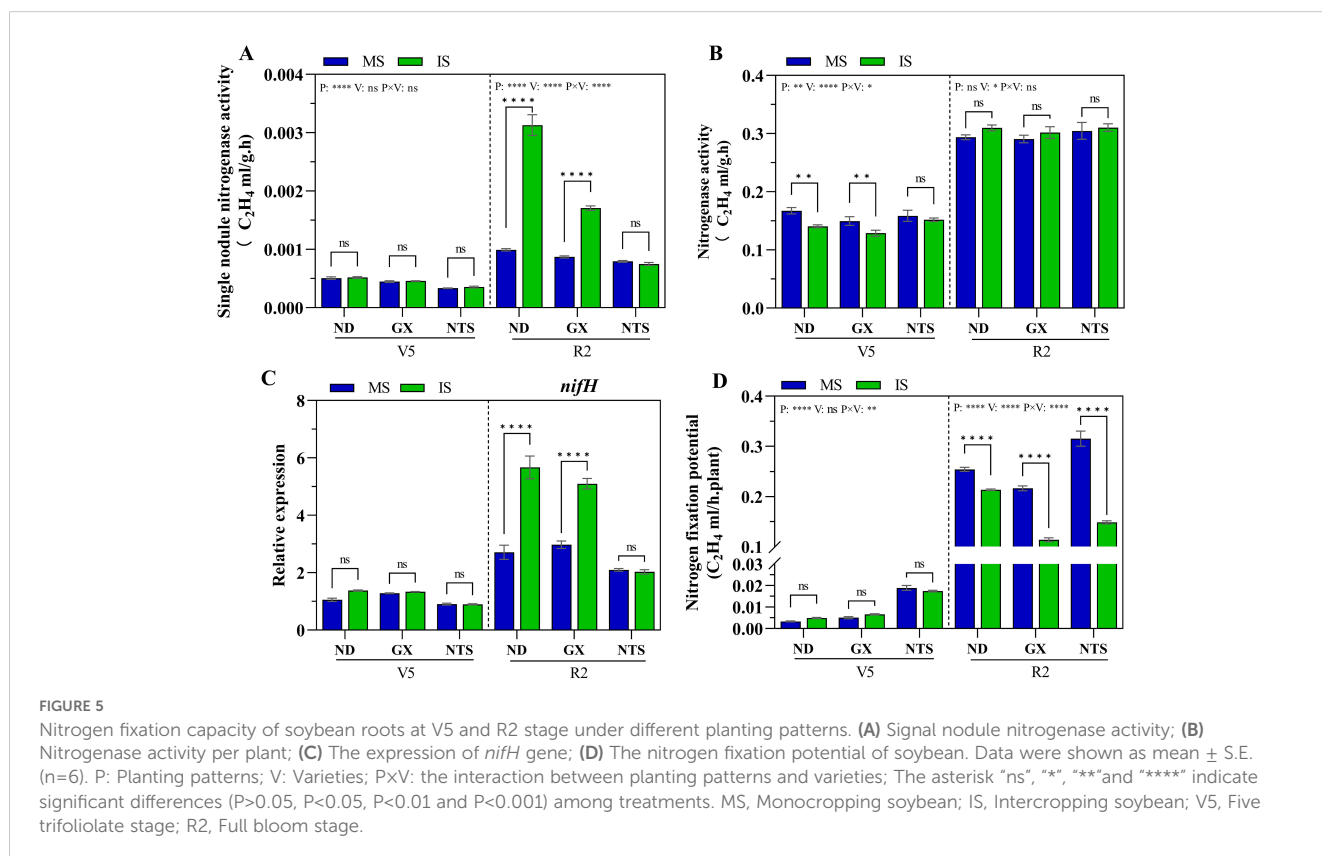 A
MS IS
Single nodule nitrogenase activity
( C₂H₄ ml/g.h)
0.004
0.003
0.002
0.001
0.000
P: **** V: ns P×V: ns
P: **** V: **** P×V: ****
ns ns ns **** **** ns
ND GX NTS ND GX NTS
V5 R2
B
MS IS
Nitrogenase activity
( C₂H₄ ml/g.h)
0.4
0.3
0.2
0.1
0.0
P: ** V: **** P×V: *
P: ns V: * P×V: ns
** ** ns ns ns ns
ND GX NTS ND GX NTS
V5 R2
C
MS IS
nifH
Relative expression
8
6
4
2
0
ns ns ns **** **** ns
ND GX NTS ND GX NTS
V5 R2
D
MS IS
Nitrogen fixation potential
(C₂H₄ ml/h.plant)
0.4
0.3
0.2
0.1
0.03
0.02
0.01
0.00
P: **** V: ns P×V: **
P: **** V: **** P×V: ****
ns ns ns **** **** ****
ND GX NTS ND GX NTS
V5 R2
FIGURE 5
Nitrogen fixation capacity of soybean roots at V5 and R2 stage under different planting patterns. (A) Signal nodule nitrogenase activity; (B)
Nitrogenase activity per plant; (C) The expression of nifH gene; (D) The nitrogen fixation potential of soybean. Data were shown as mean ± S.E.
(n=6). P: Planting patterns; V: Varieties; P×V: the interaction between planting patterns and varieties; The asterisk "ns", "*", "**"and "****" indicate
significant differences (P>0.05, P<0.05, P<0.01 and P<0.001) among treatments. MS, Monocropping soybean; IS, Intercropping soybean; V5, Five
trifoliolate stage; R2, Full bloom stage.